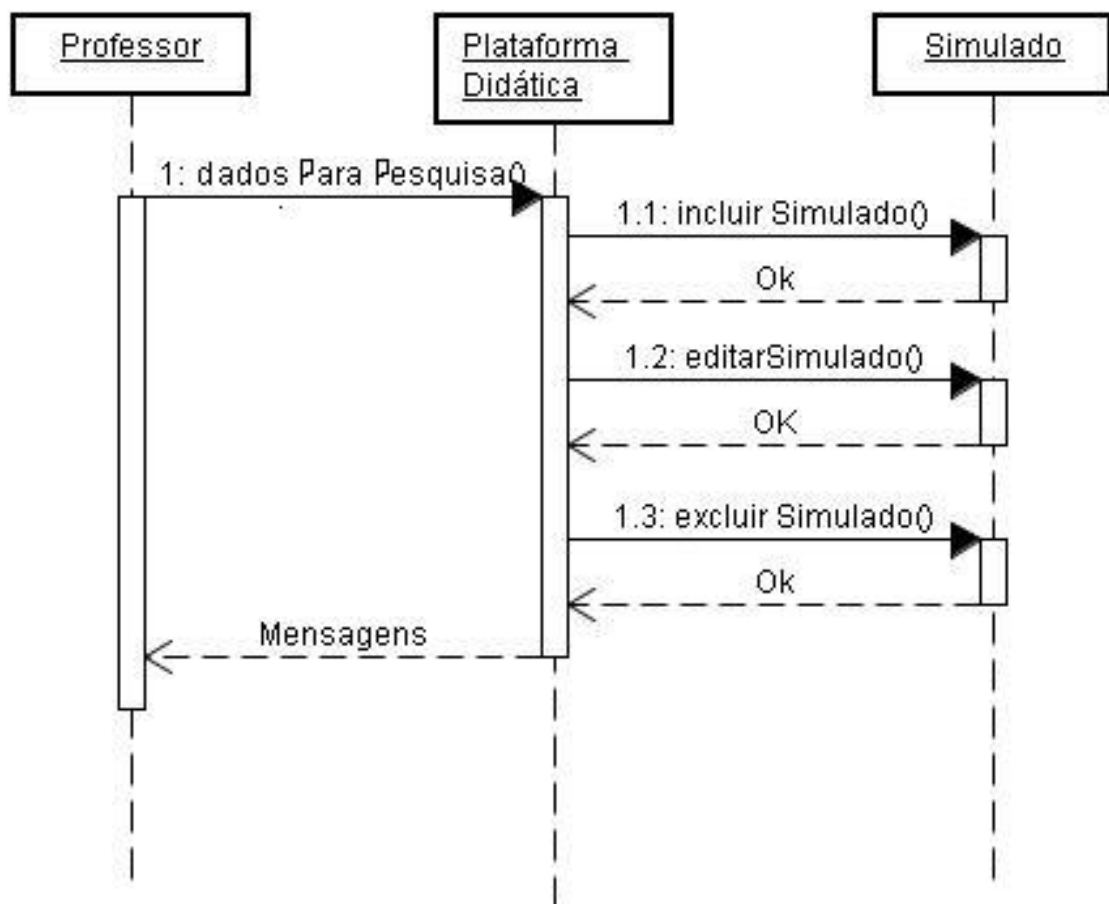 Professor
Plataforma
Didática
Simulado
1: dados Para Pesquisa()
1.1: incluir Simulado()
Ok
1.2: editarSimulado()
OK
1.3: excluir Simulado()
Ok
Mensagens